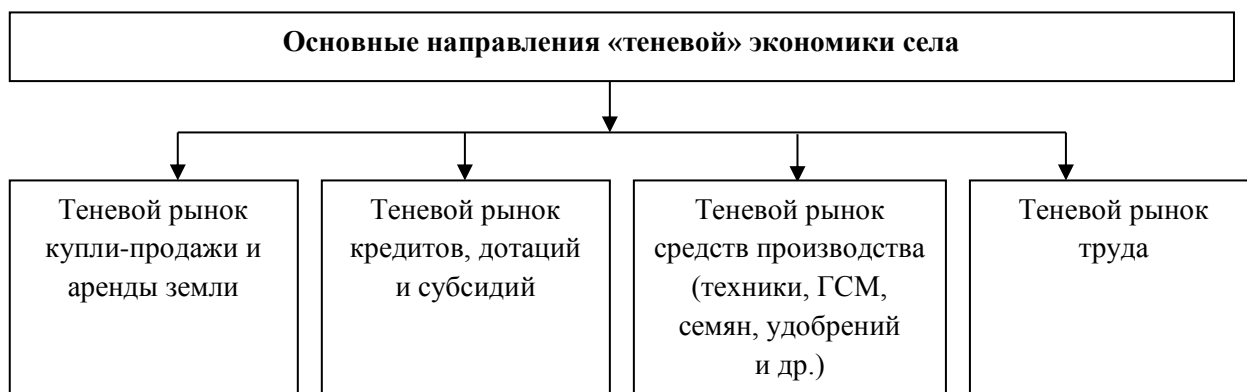 Основные направления «теневой» экономики села
Теневой рынок
купли-продажи и
аренды земли
Теневой рынок
кредитов, дотаций
и субсидий
Теневой рынок
средств производства
(техники, ГСМ,
семян, удобрений
и др.)
Теневой рынок
труда